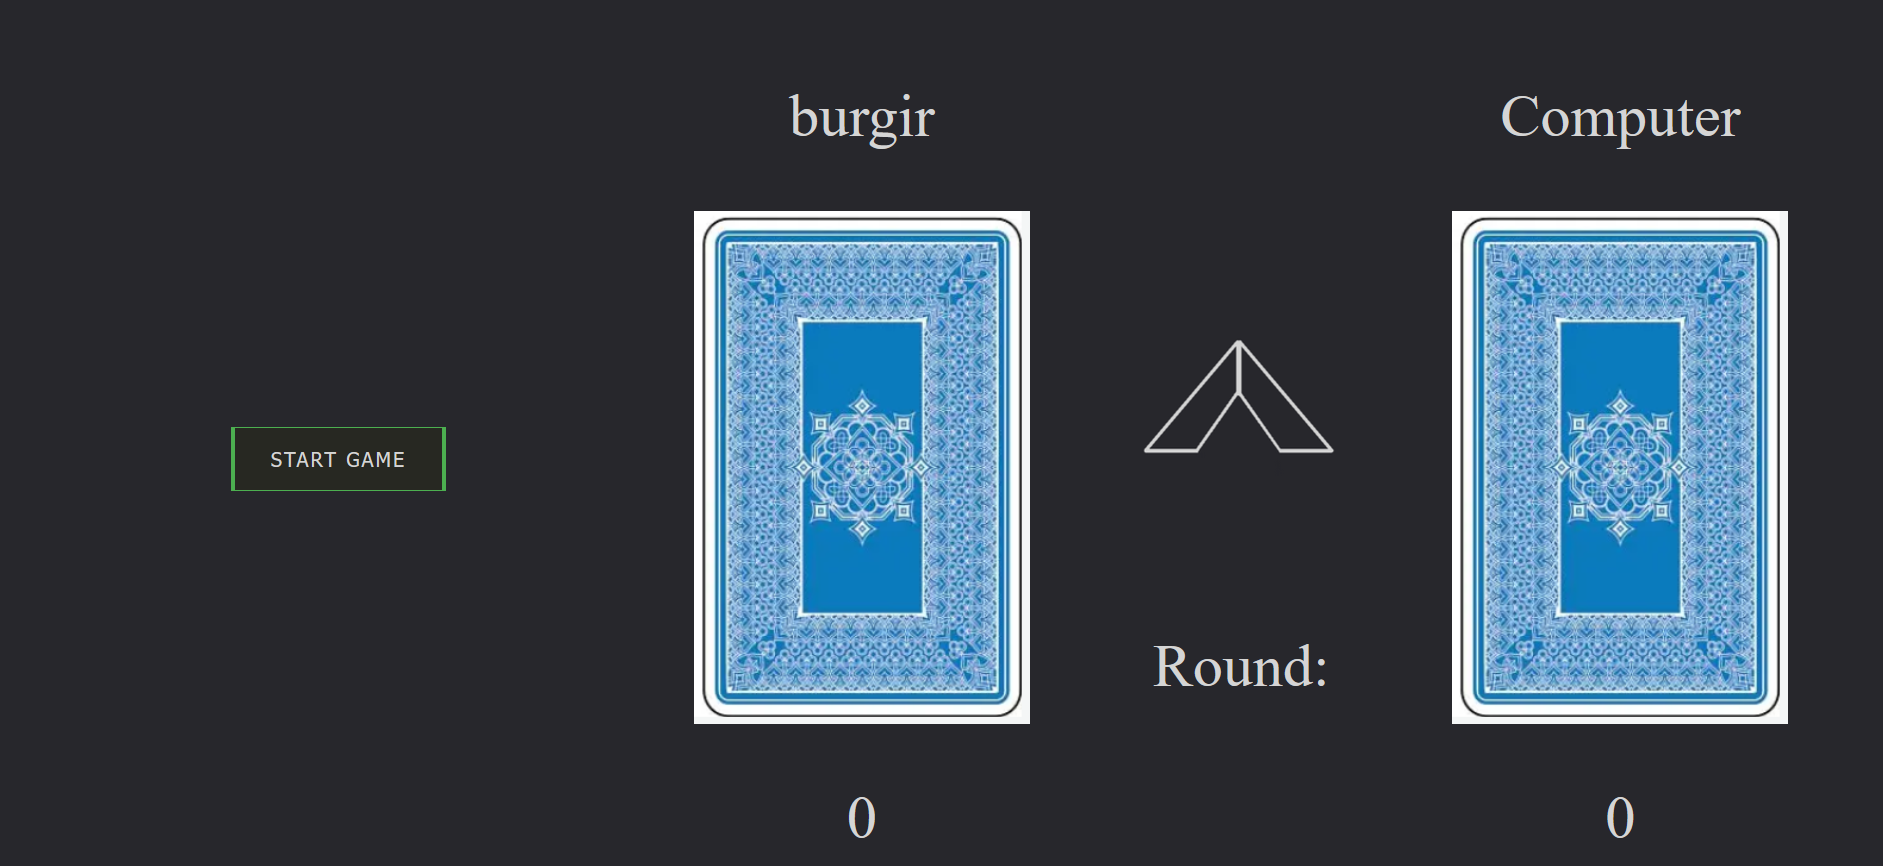 burgir
Computer
START GAME
Round:
0
0